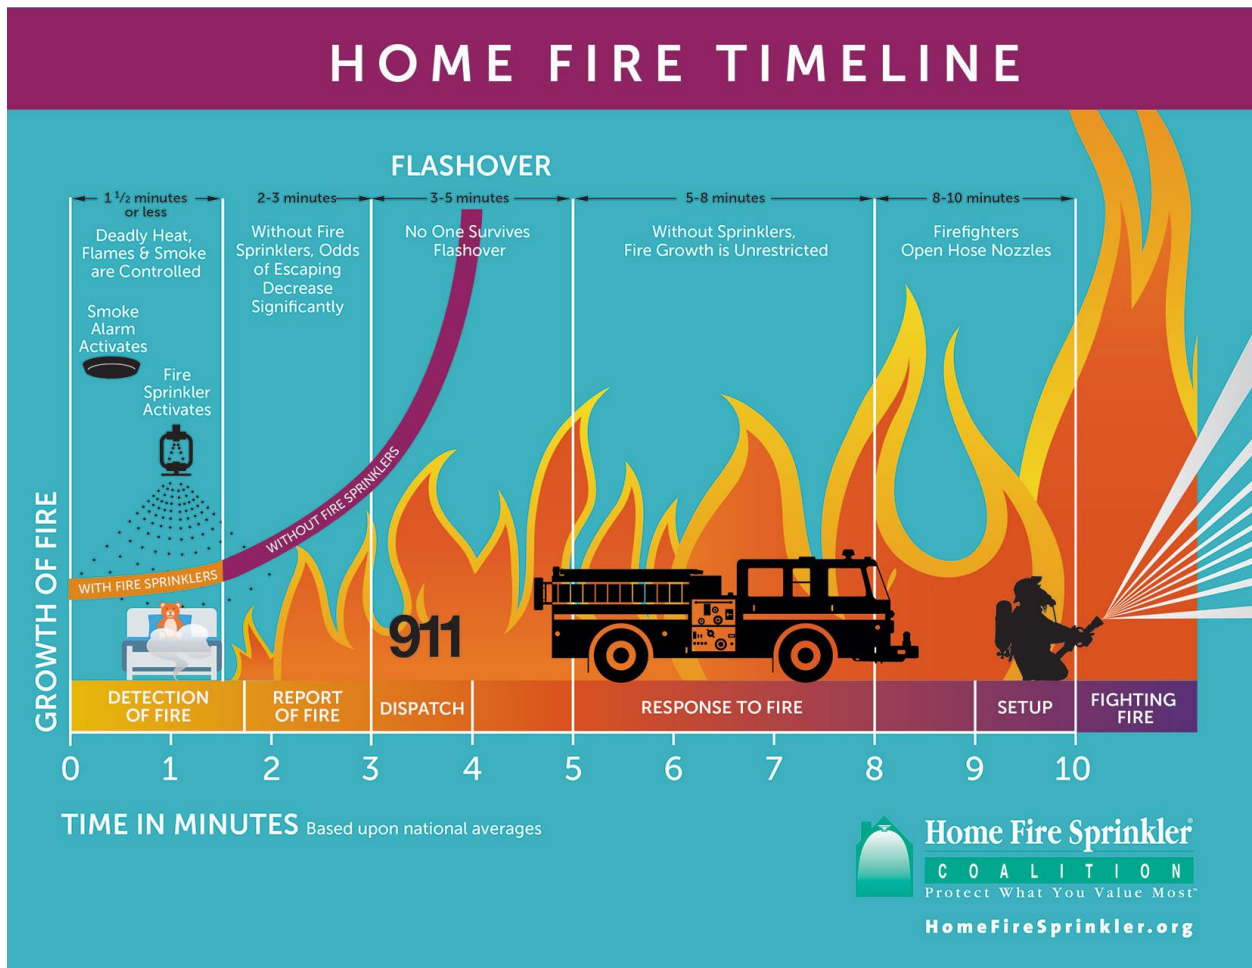 HOME FIRE TIMELINE
FLASHOVER
1 1/2 minutes
or less
2-3 minutes
3-5 minutes
5-8 minutes
8-10 minutes
Deadly Heat,
Flames & Smoke
are Controlled
Without Fire
Sprinklers, Odds
of Escaping
Decrease
Significantly
No One Survives
Flashover
Without Sprinklers,
Fire Growth is Unrestricted
Firefighters
Open Hose Nozzles
Smoke
Alarm
Activates
Fire
Sprinkler
Activates
WITH FIRE SPRINKLERS
WITHOUT FIRE SPRINKLERS
911
GROWTH OF FIRE
DETECTION
OF FIRE
REPORT
OF FIRE
DISPATCH
RESPONSE TO FIRE
SETUP
FIGHTING
FIRE
0 1 2 3 4 5 6 7 8 9 10
TIME IN MINUTES Based upon national averages
Home Fire Sprinkler®
COALITION
Protect What You Value Most™
HomeFireSprinkler.org